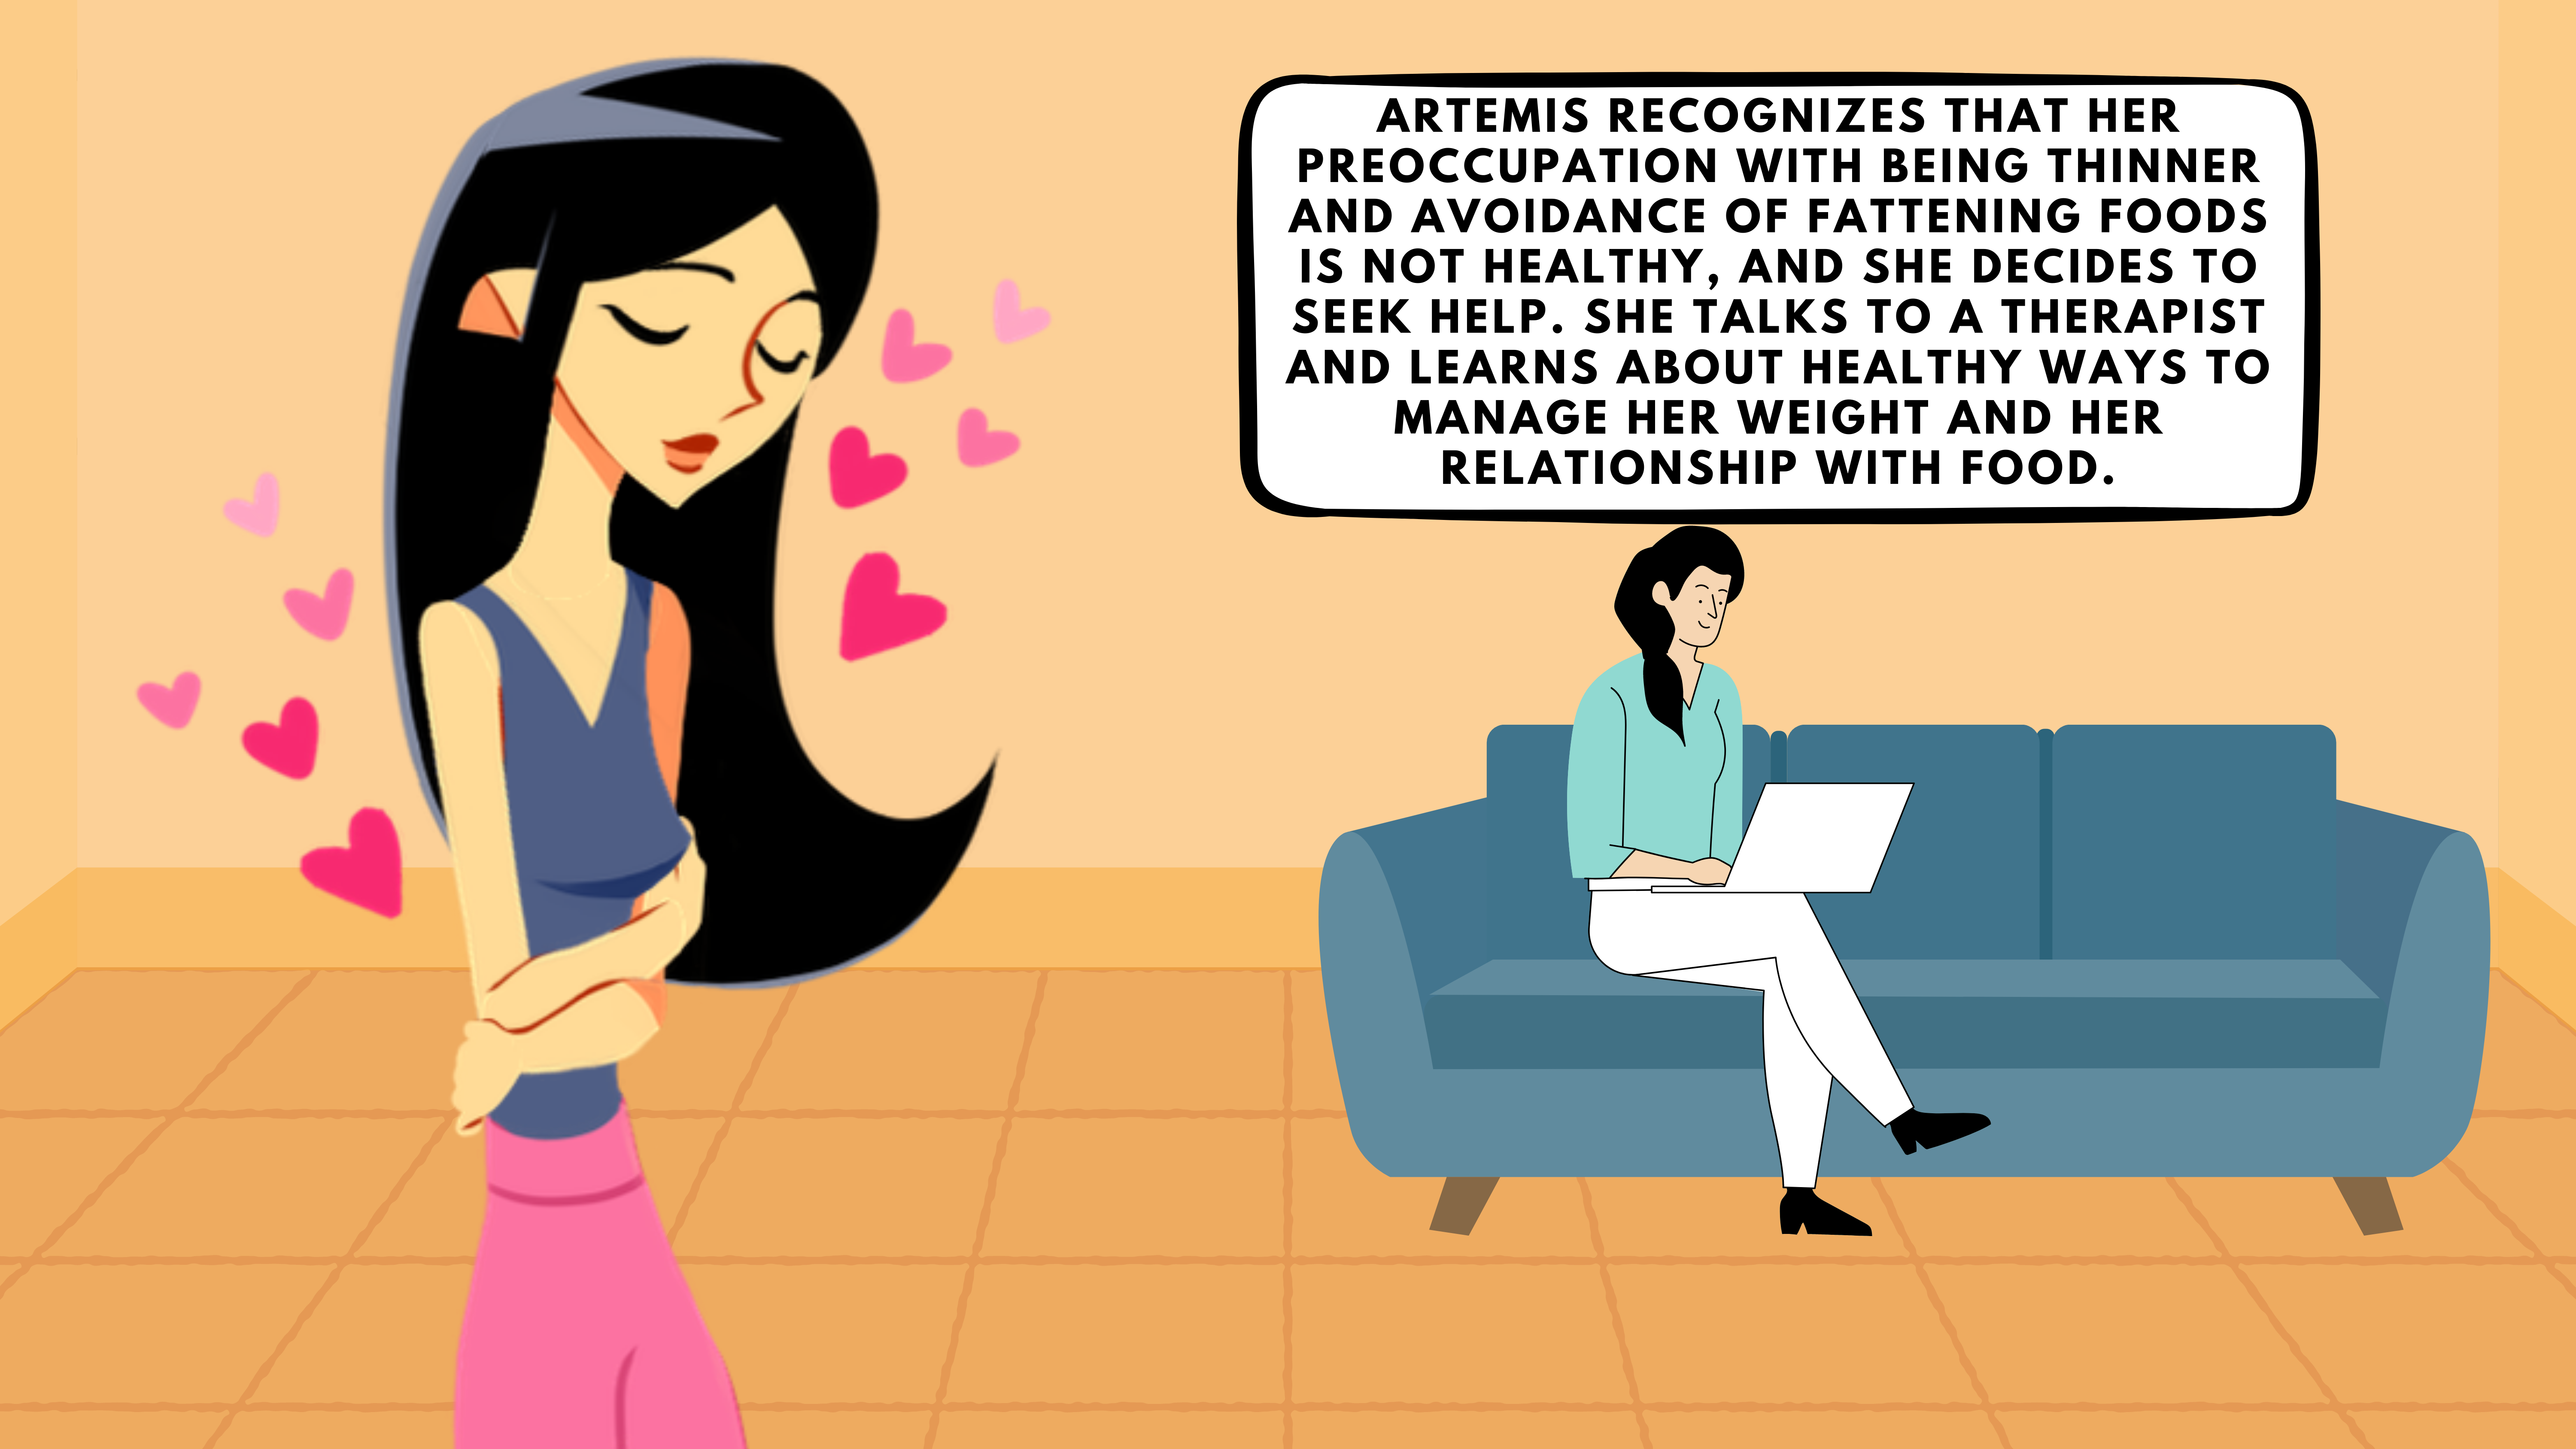 ARTEMIS RECOGNIZES THAT HER
PREOCCUPATION WITH BEING THINNER
AND AVOIDANCE OF FATTENING FOODS
IS NOT HEALTHY, AND SHE DECIDES TO
SEEK HELP. SHE TALKS TO A THERAPIST
AND LEARNS ABOUT HEALTHY WAYS TO
MANAGE HER WEIGHT AND HER
RELATIONSHIP WITH FOOD.